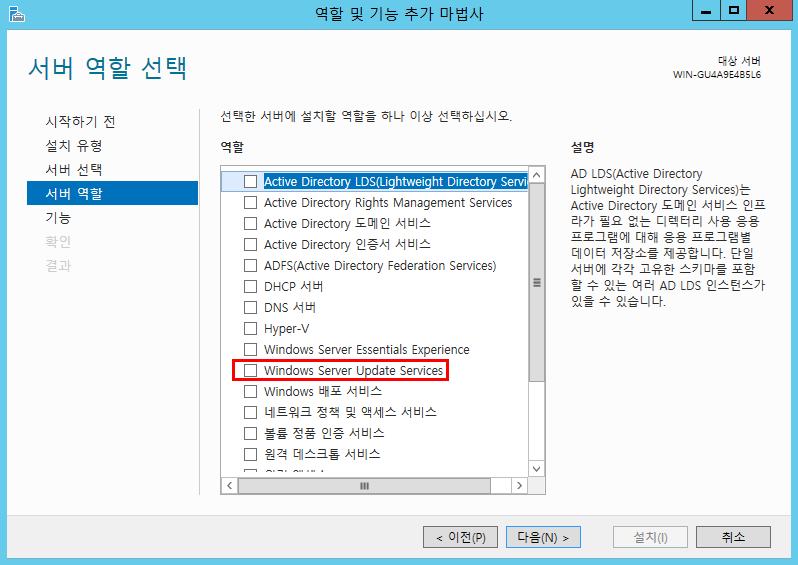 역할 및 기능 추가 마법사
서버 역할 선택
대상 서버
WIN-GU4A9E4B5L6
시작하기 전
설치 유형
서버 선택
서버 역할
기능
확인
결과
선택한 서버에 설치할 역할을 하나 이상 선택하십시오.
역할
Active Directory LDS(Lightweight Directory Servi
Active Directory Rights Management Services
Active Directory 도메인 서비스
Active Directory 인증서 서비스
ADFS(Active Directory Federation Services)
DHCP 서버
DNS 서버
Hyper-V
Windows Server Essentials Experience
Windows Server Update Services
Windows 배포 서비스
네트워크 정책 및 액세스 서비스
볼륨 정품 인증 서비스
원격 데스크톱 서비스
설명
AD LDS(Active Directory
Lightweight Directory Services)는
Active Directory 도메인 서비스 인프
라가 필요 없는 디렉터리 사용 응용
프로그램에 대해 응용 프로그램별
데이터 저장소를 제공합니다. 단일
서버에 각각 고유한 스키마를 포함
할 수 있는 여러 AD LDS 인스턴스가
있을 수 있습니다.
< 이전(P)
다음(N) >
설치(I)
취소